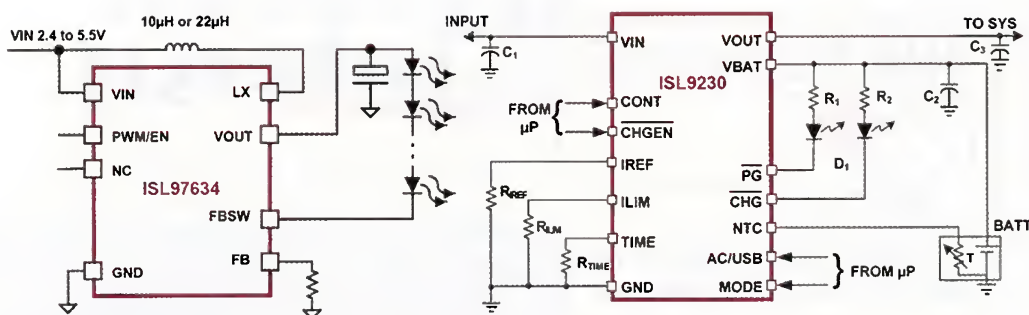 10µH or 22µH
VIN 2.4 to 5.5V
VIN
LX
PWM/EN
VOUT
NC
ISL97634
FBSW
GND
FB
INPUT
C1
VIN
VOUT
TO SYS
C3
ISL9230
VBAT
FROM µP
CONT
CHGEN
R1
R2
C2
IREF
PG
D1
RIREF
ILIM
CHG
RILIM
NTC
BATT
TIME
RTIME
AC/USB
T
FROM µP
GND
MODE